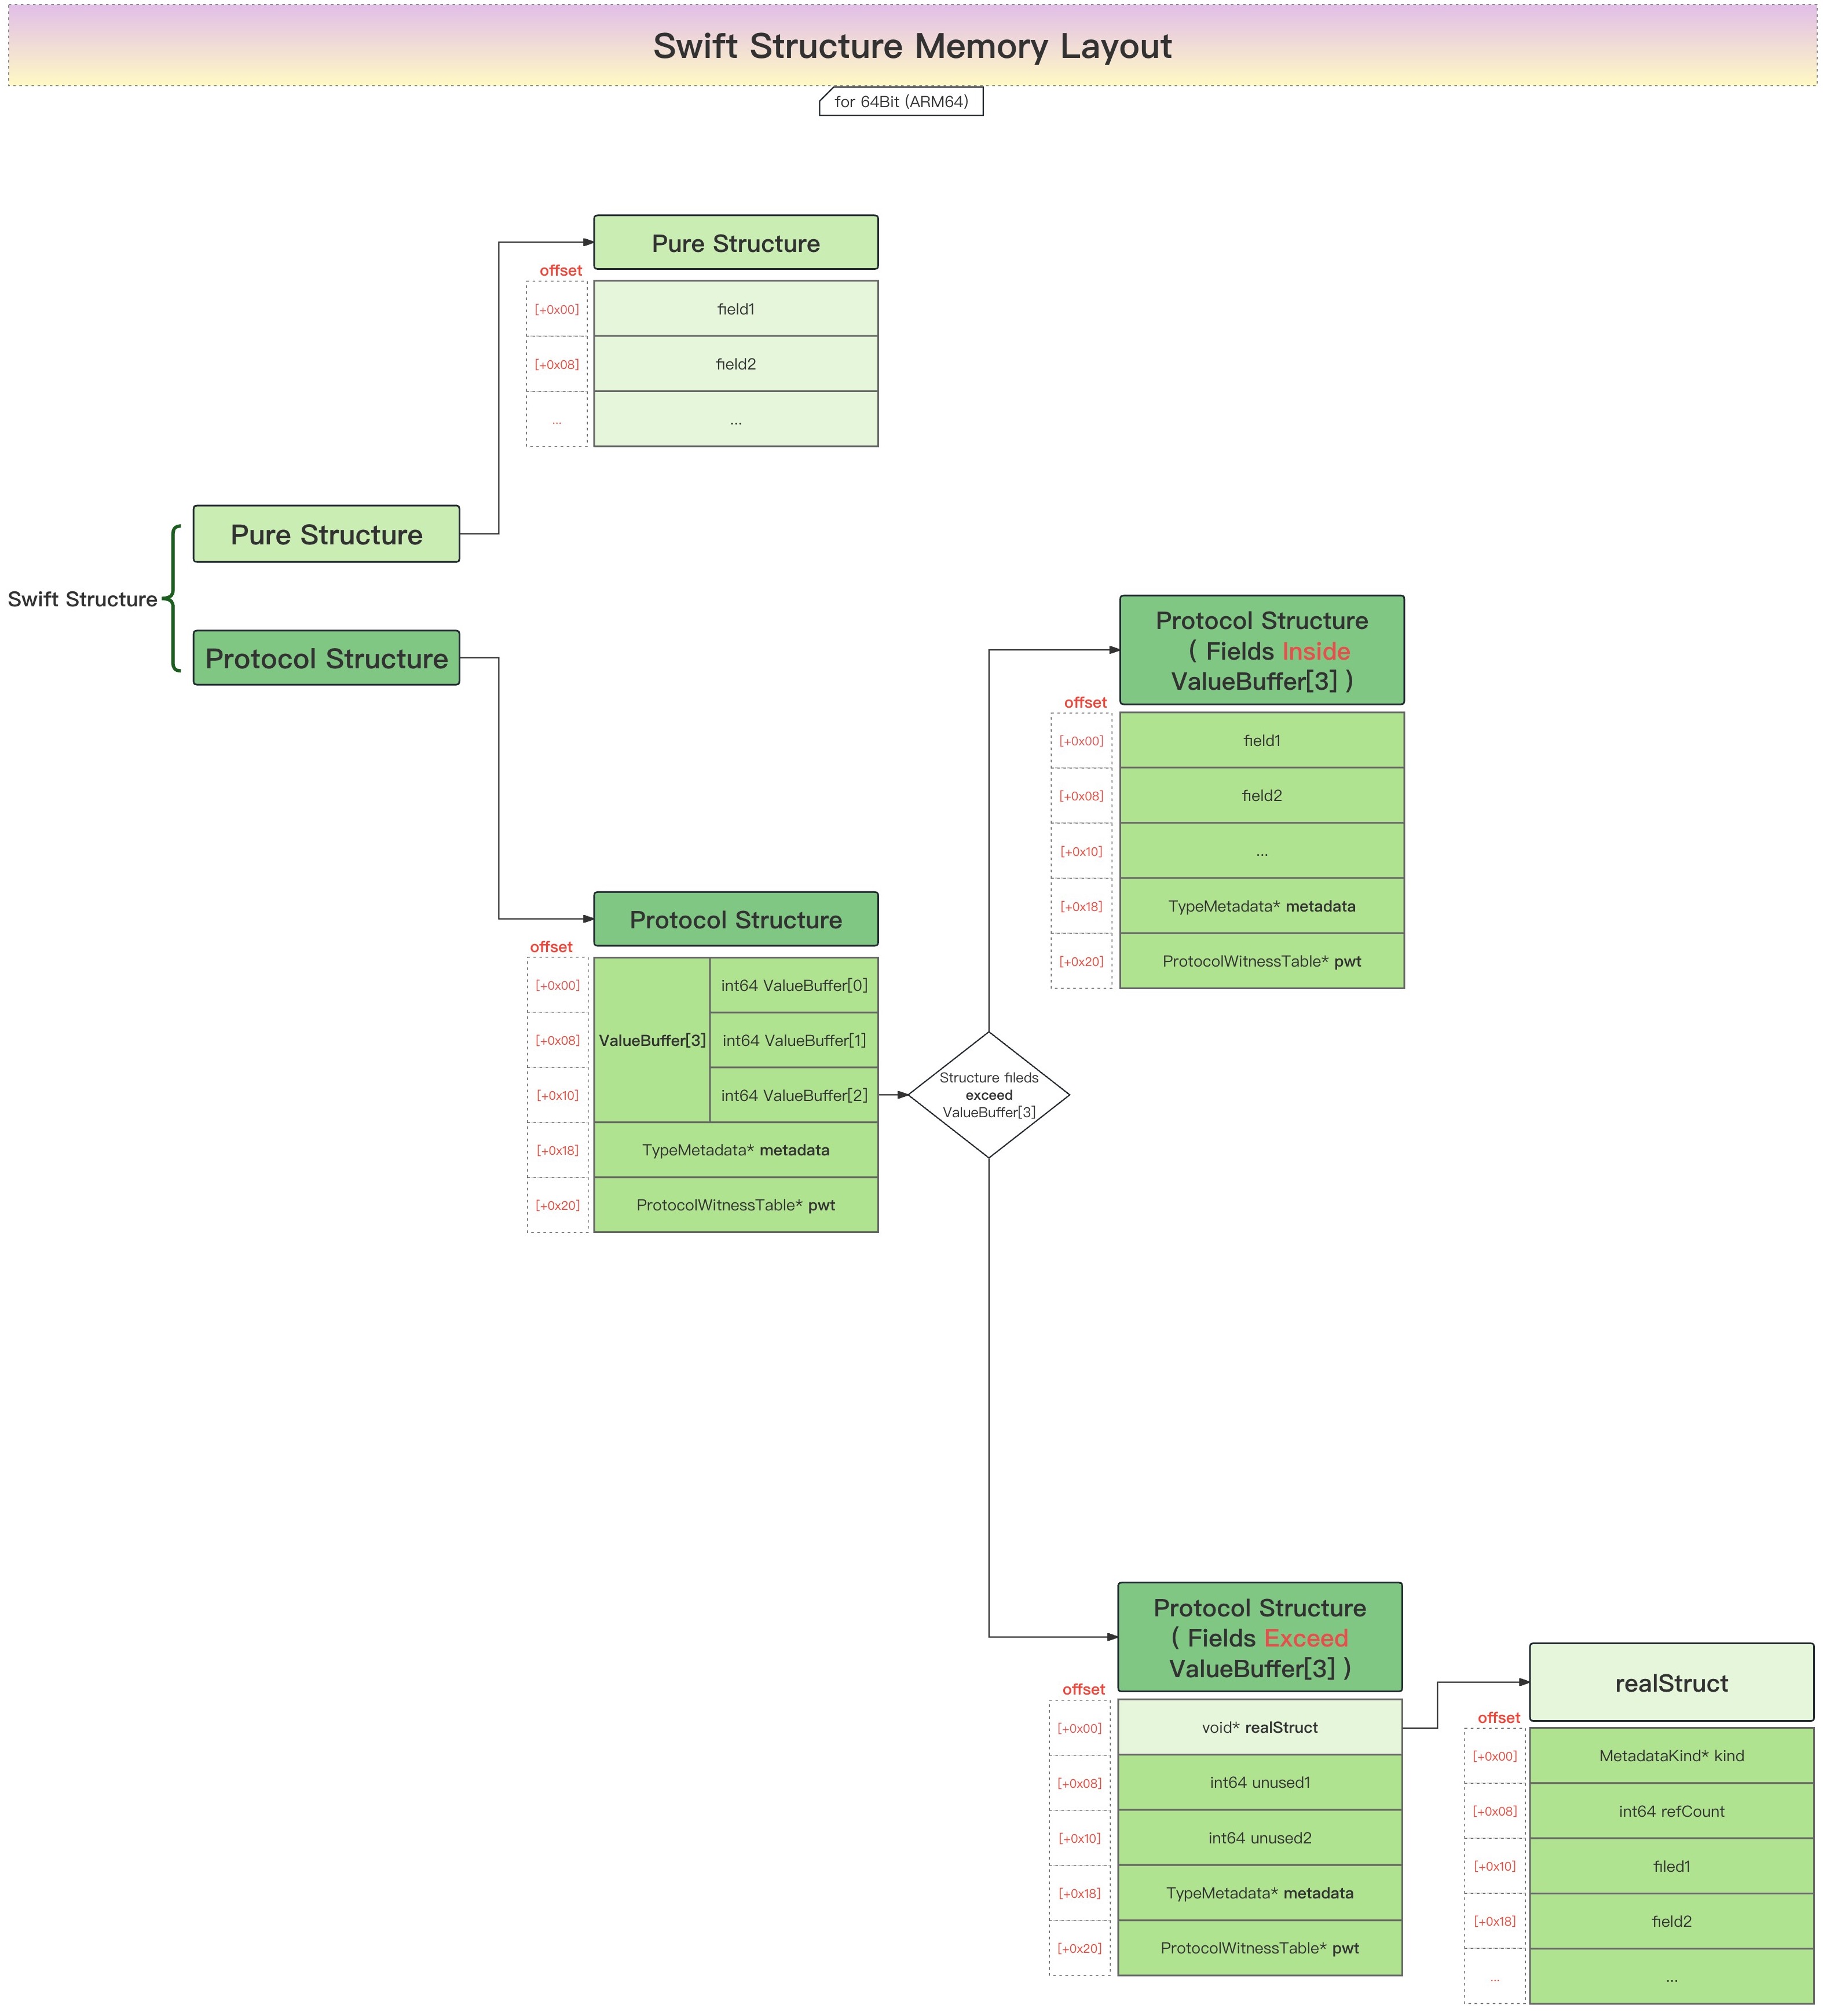 Swift Structure Memory Layout
for 64Bit (ARM64)
Pure Structure
offset
[+0x00]
field1
[+0x08]
field2
...
...
Swift Structure
Pure Structure
Protocol Structure
Protocol Structure
( Fields Inside
ValueBuffer[3] )
offset
[+0x00]
field1
[+0x08]
field2
[+0x10]
...
[+0x18]
TypeMetadata* metadata
[+0x20]
ProtocolWitnessTable* pwt
Protocol Structure
offset
ValueBuffer[3]
[+0x00]
int64 ValueBuffer[0]
[+0x08]
int64 ValueBuffer[1]
[+0x10]
int64 ValueBuffer[2]
[+0x18]
TypeMetadata* metadata
[+0x20]
ProtocolWitnessTable* pwt
Structure fileds
exceed
ValueBuffer[3]
Protocol Structure
( Fields Exceed
ValueBuffer[3] )
offset
[+0x00]
void* realStruct
[+0x08]
int64 unused1
[+0x10]
int64 unused2
[+0x18]
TypeMetadata* metadata
[+0x20]
ProtocolWitnessTable* pwt
realStruct
offset
[+0x00]
MetadataKind* kind
[+0x08]
int64 refCount
[+0x10]
filed1
[+0x18]
field2
...
...